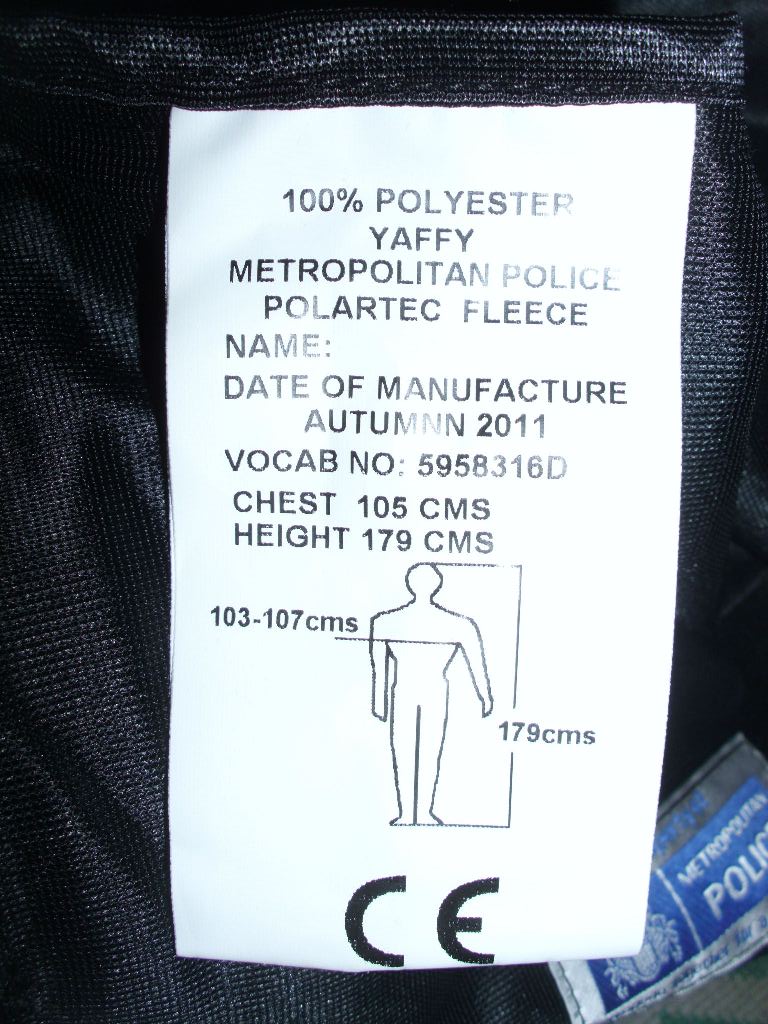 100% POLYESTER
YAFFY
METROPOLITAN POLICE
POLARTEC FLEECE
NAME:
DATE OF MANUFACTURE
AUTUMNN 2011
VOCAB NO: 5958316D
CHEST 105 CMS
HEIGHT 179 CMS
103-107cms
179cms
CE
METROPOLITAN
POLICE